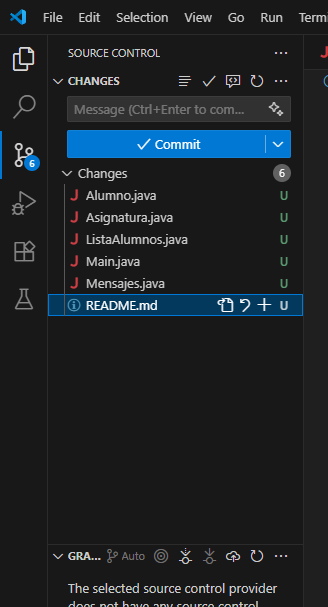 File Edit Selection View Go Run Term
SOURCE CONTROL
CHANGES
Message (Ctrl+Enter to com...
Commit
Changes 6
J Alumno.java U
J Asignatura.java U
J ListaAlumnos.java U
J Main.java U
J Mensajes.java U
README.md U
6
GRA... Auto
The selected source control provider
does not have any source control